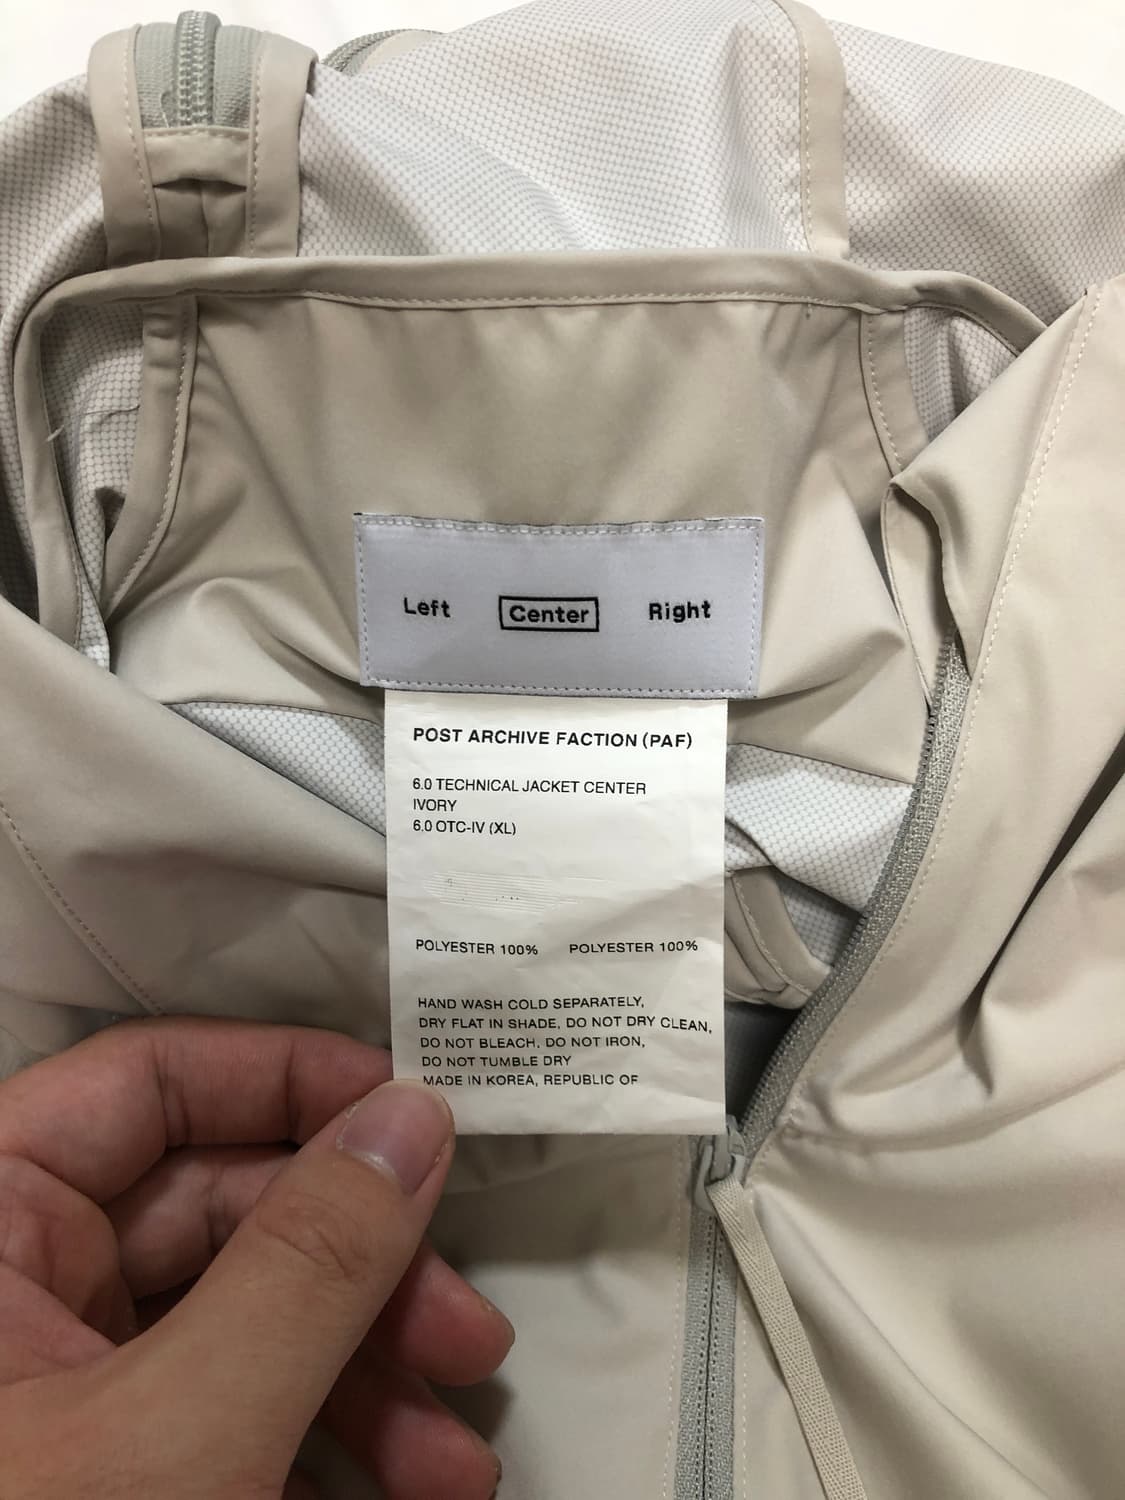 Left Center Right
POST ARCHIVE FACTION (PAF)
6.0 TECHNICAL JACKET CENTER
IVORY
6.0 OTC-IV (XL)
POLYESTER 100% POLYESTER 100%
HAND WASH COLD SEPARATELY,
DRY FLAT IN SHADE, DO NOT DRY CLEAN,
DO NOT BLEACH, DO NOT IRON,
DO NOT TUMBLE DRY
MADE IN KOREA, REPUBLIC OF